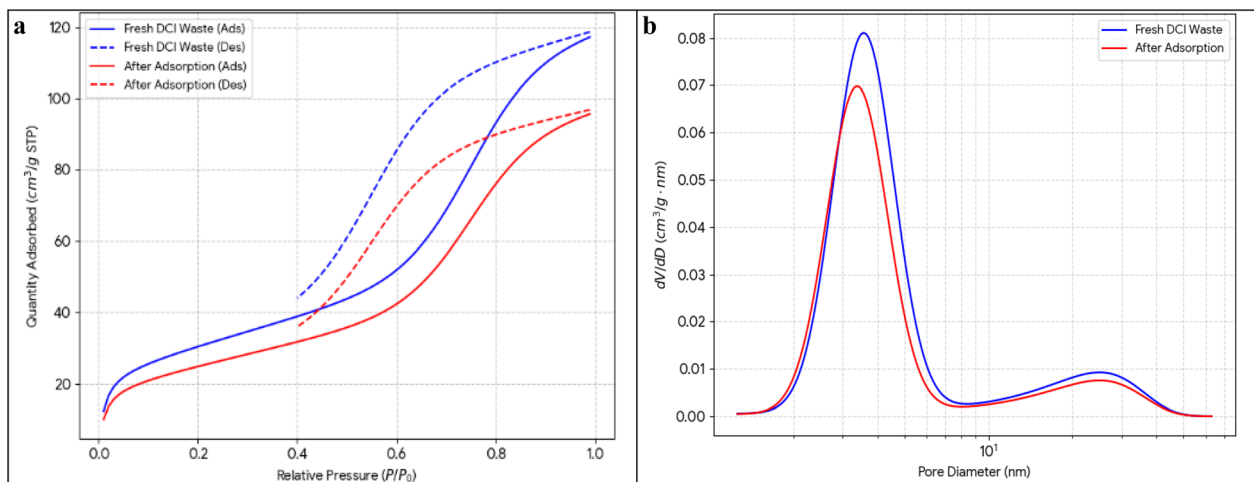 a
Fresh DCI Waste (Ads)
Fresh DCI Waste (Des)
After Adsorption (Ads)
After Adsorption (Des)
120
100
80
60
40
20
Quantity Adsorbed (cm³/g STP)
0.0 0.2 0.4 0.6 0.8 1.0
Relative Pressure (P/P₀)
b
Fresh DCI Waste
After Adsorption
0.08
0.07
0.06
0.05
0.04
0.03
0.02
0.01
0.00
dV/dD (cm³/g · nm)
10¹
Pore Diameter (nm)